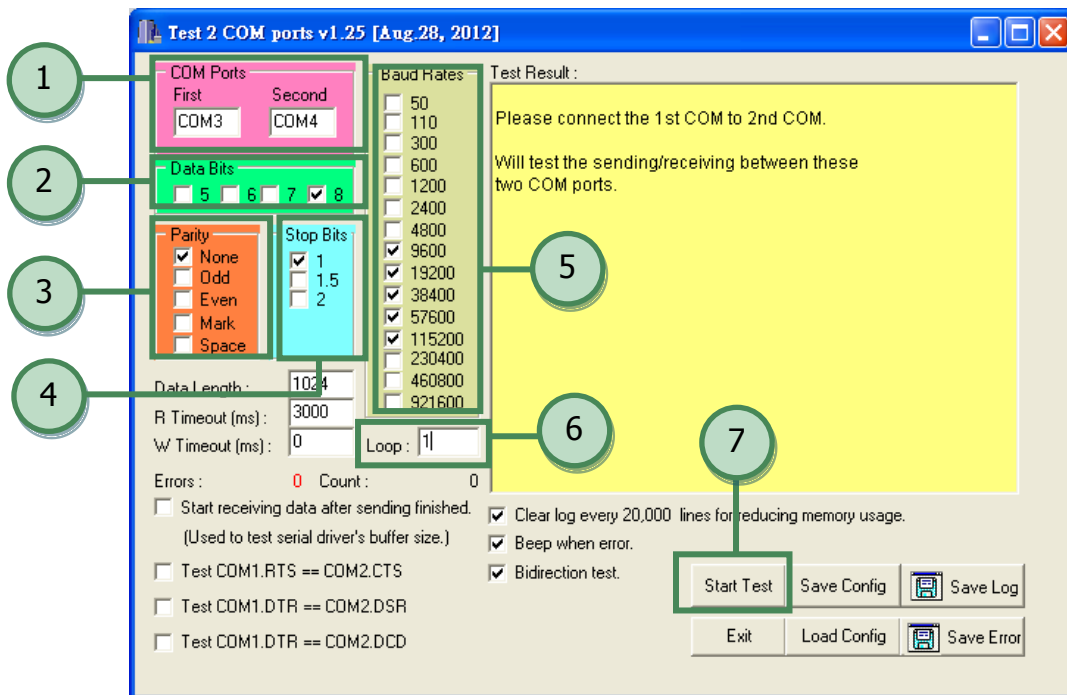 Test 2 COM ports v1.25 [Aug.28, 2012]
1
COM Ports
First Second
COM3 COM4
2
Data Bits
5 6 7 8
3
Parity
None
Odd
Even
Mark
Space
4
Stop Bits
1
1.5
2
5
Baud Rates
50
110
300
600
1200
2400
4800
9600
19200
38400
57600
115200
230400
460800
921600
Data Length : 1024
R Timeout (ms) : 3000
W Timeout (ms) : 0
6
Loop : 1
Errors : 0 Count : 0
Start receiving data after sending finished.
(Used to test serial driver's buffer size.)
Test COM1.RTS == COM2.CTS
Test COM1.DTR == COM2.DSR
Test COM1.DTR == COM2.DCD
Test Result :
Please connect the 1st COM to 2nd COM.
Will test the sending/receiving between these
two COM ports.
Clear log every 20,000 lines for reducing memory usage.
Beep when error.
Bidirection test.
7
Start Test Save Config Save Log
Exit Load Config Save Error